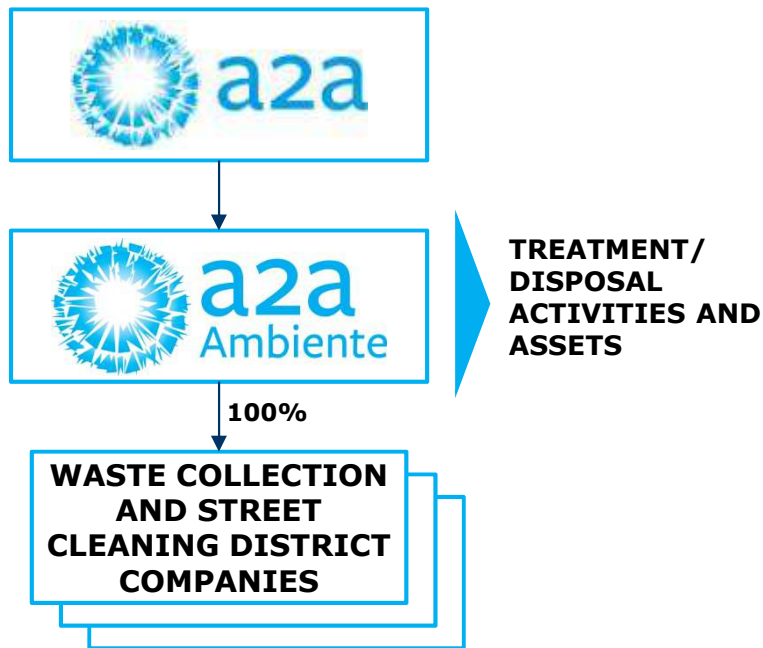 a2a
a2a
Ambiente
TREATMENT/
DISPOSAL
ACTIVITIES AND
ASSETS
100%
WASTE COLLECTION
AND STREET
CLEANING DISTRICT
COMPANIES